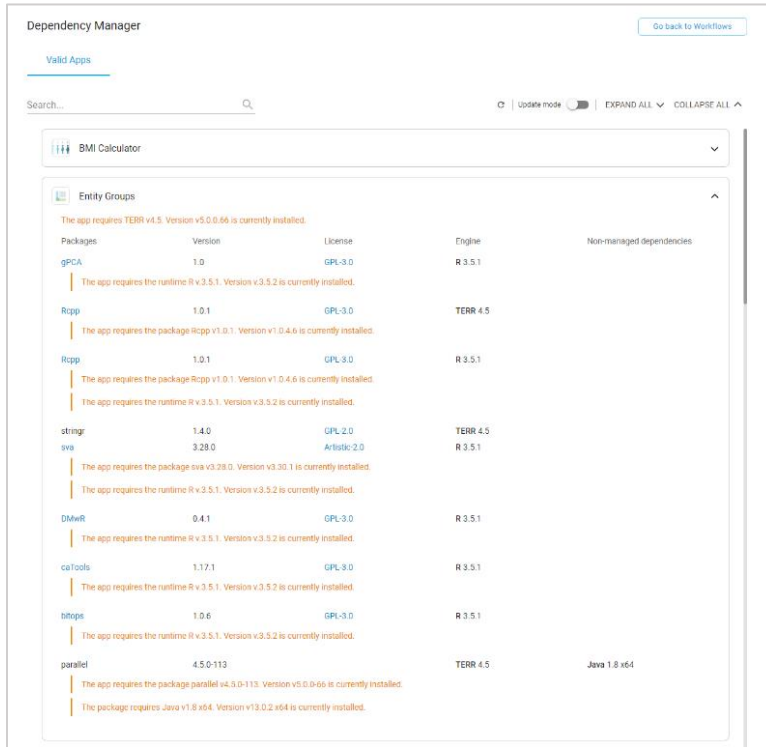 Dependency Manager
Go back to Workflows
Valid Apps
Search...
Update mode
EXPAND ALL
COLLAPSE ALL
BMI Calculator
Entity Groups
The app requires TERR v4.5. Version v5.0.0.66 is currently installed.
Packages Version License Engine Non-managed dependencies
gPCA 1.0 GPL-3.0 R 3.5.1
The app requires the runtime R v.3.5.1. Version v.3.5.2 is currently installed.
Rcpp 1.0.1 GPL-3.0 TERR 4.5
The app requires the package Rcpp v1.0.1. Version v1.0.4.6 is currently installed.
Rcpp 1.0.1 GPL-3.0 R 3.5.1
The app requires the package Rcpp v1.0.1. Version v1.0.4.6 is currently installed.
The app requires the runtime R v.3.5.1. Version v.3.5.2 is currently installed.
stringr 1.4.0 GPL-2.0 TERR 4.5
sva 3.28.0 Artistic-2.0 R 3.5.1
The app requires the package sva v3.28.0. Version v3.30.1 is currently installed.
The app requires the runtime R v.3.5.1. Version v.3.5.2 is currently installed.
DMwR 0.4.1 GPL-3.0 R 3.5.1
The app requires the runtime R v.3.5.1. Version v.3.5.2 is currently installed.
caTools 1.17.1 GPL-3.0 R 3.5.1
The app requires the runtime R v.3.5.1. Version v.3.5.2 is currently installed.
bitops 1.0.6 GPL-3.0 R 3.5.1
The app requires the runtime R v.3.5.1. Version v.3.5.2 is currently installed.
parallel 4.5.0-113 TERR 4.5 Java 1.8 x64
The app requires the package parallel v4.5.0-113. Version v5.0.0-66 is currently installed.
The package requires Java v1.8 x64. Version v13.0.2 x64 is currently installed.